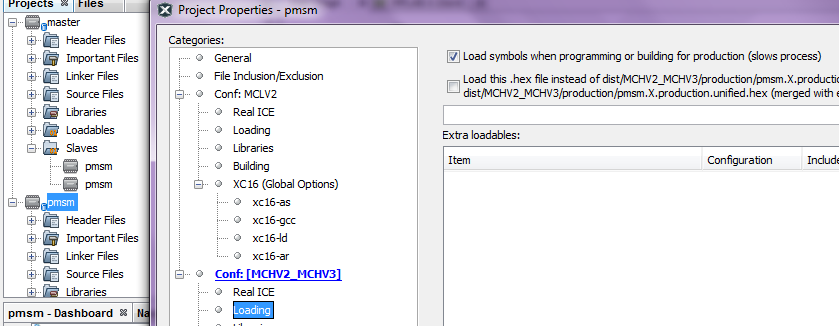 Projects
Files
master
Header Files
Important Files
Linker Files
Source Files
Libraries
Loadables
Slaves
pmsm
pmsm
pmsm
Header Files
Important Files
Linker Files
Source Files
Libraries
pmsm - Dashboard
Na
Project Properties - pmsm
Categories:
General
File Inclusion/Exclusion
Conf: MCLV2
Real ICE
Loading
Libraries
Building
XC16 (Global Options)
xc16-as
xc16-gcc
xc16-ld
xc16-ar
Conf: [MCHV2_MCHV3]
Real ICE
Loading
Load symbols when programming or building for production (slows process)
Load this .hex file instead of dist/MCHV2_MCHV3/production/pmsm.X.production
dist/MCHV2_MCHV3/production/pmsm.X.production.unified.hex (merged with e
Extra loadables:
Item
Configuration
Include